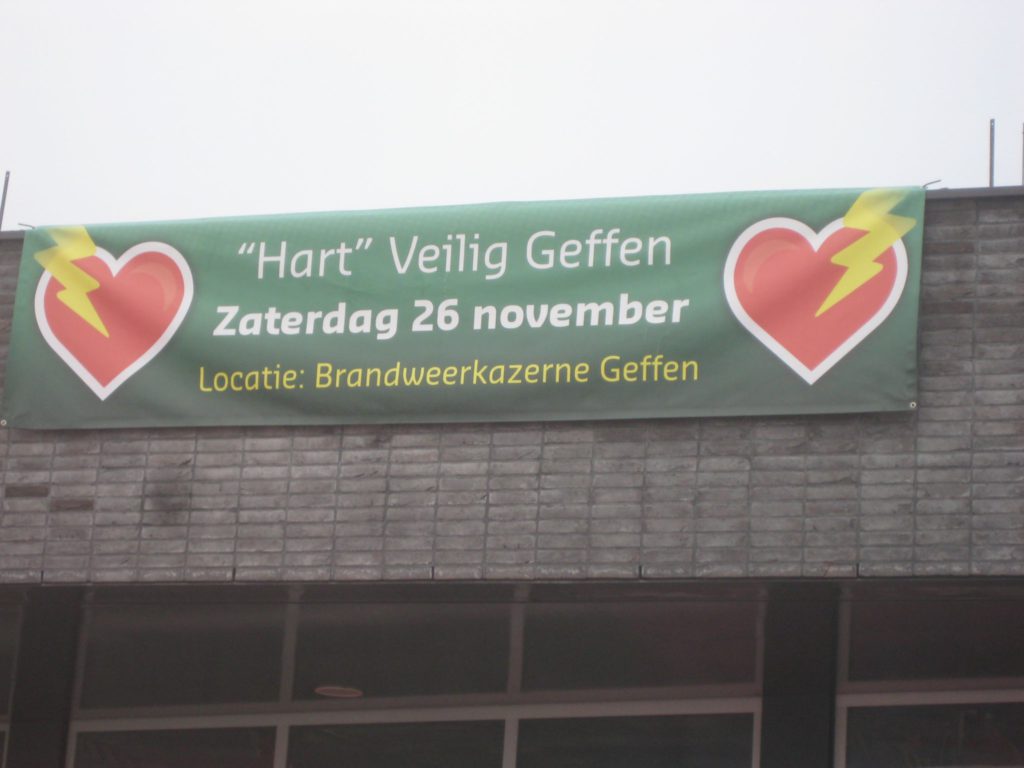 “Hart” Veilig Geffen
Zaterdag 26 november
Locatie: Brandweerkazerne Geffen